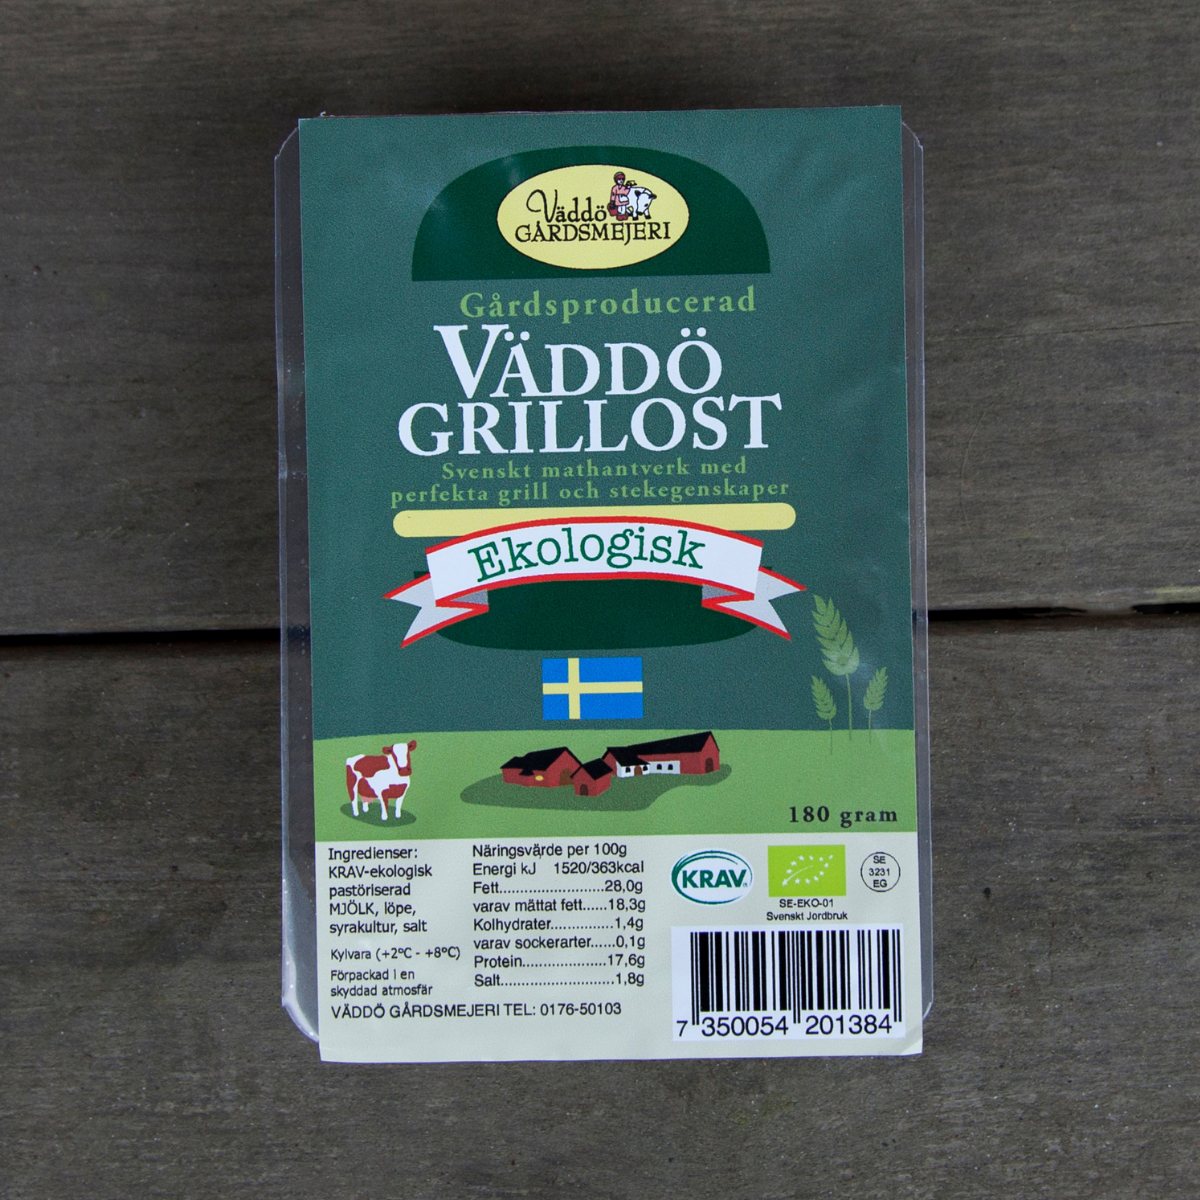 Väddö
GÅRDSMEJERI
Gårdsproducerad
VÄDDÖ
GRILLOST
Svenskt mathantverk med
perfekta grill och stekegenskaper
Ekologisk
180 gram
Ingredienser:
KRAV-ekologisk
pastöriserad
MJÖLK, löpe,
syrakultur, salt
Kylvara (+2°C - +8°C)
Förpackad i en
skyddad atmosfär
Näringsvärde per 100g
Energi kJ 1520/363kcal
Fett....................28,0g
varav mättat fett......18,3g
Kolhydrater............1,4g
varav sockerarter.....0,1g
Protein................17,6g
Salt.....................1,8g
VÄDDÖ GÅRDSMEJERI TEL: 0176-50103
KRAV
SE
3231
EG
SE-EKO-01
Svenskt Jordbruk
7 350054 201384